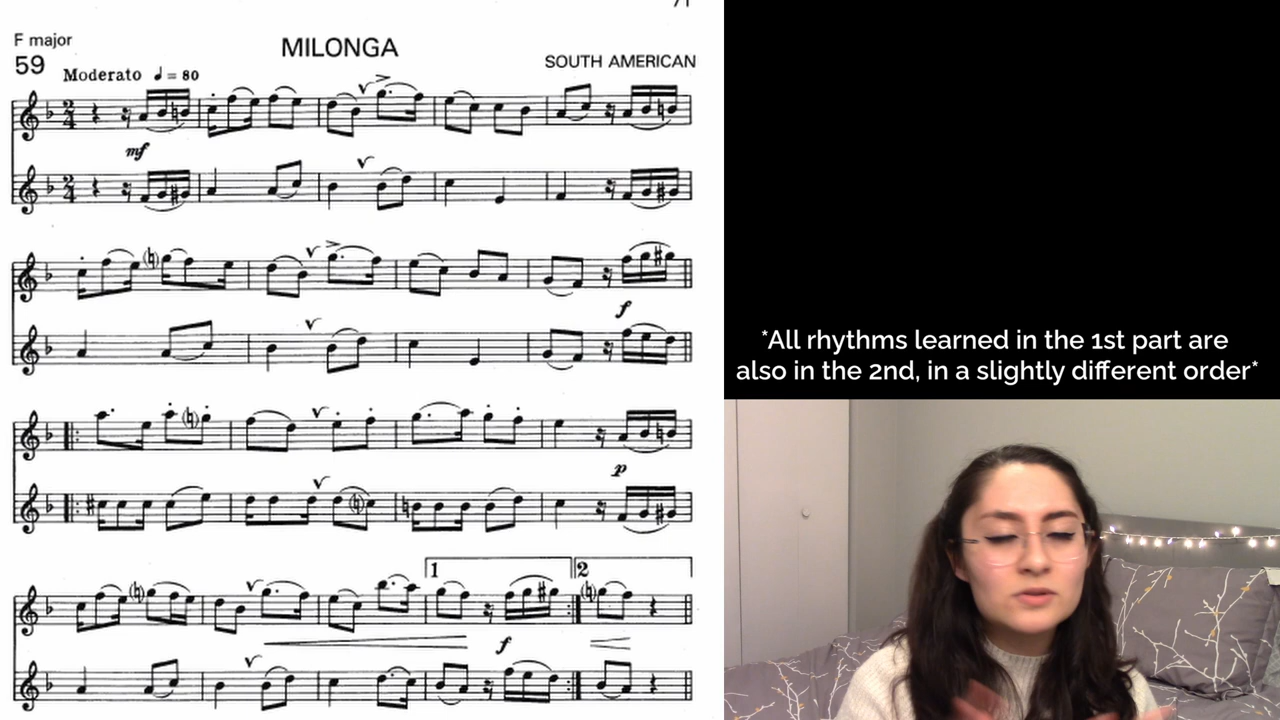 F major
MILONGA
59
SOUTH AMERICAN
Moderato ♩ = 80
mf
f
p
1
2
f
*All rhythms learned in the 1st part are
also in the 2nd, in a slightly different order*